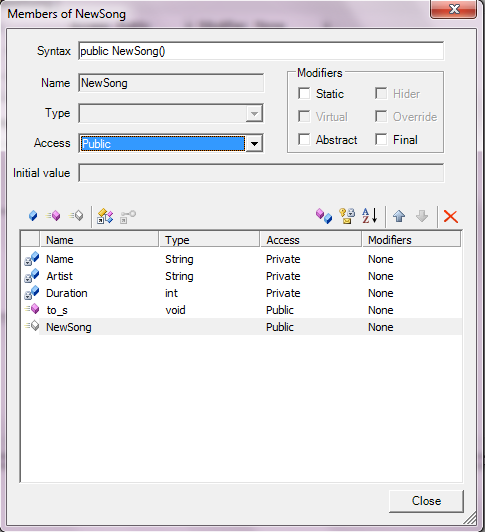 Members of NewSong
Syntax public NewSong()
Name NewSong
Type
Access Public
Modifiers
Static Hider
Virtual Override
Abstract Final
Initial value
Name Type Access Modifiers
Name String Private None
Artist String Private None
Duration int Private None
to_s void Public None
NewSong Public None
Close